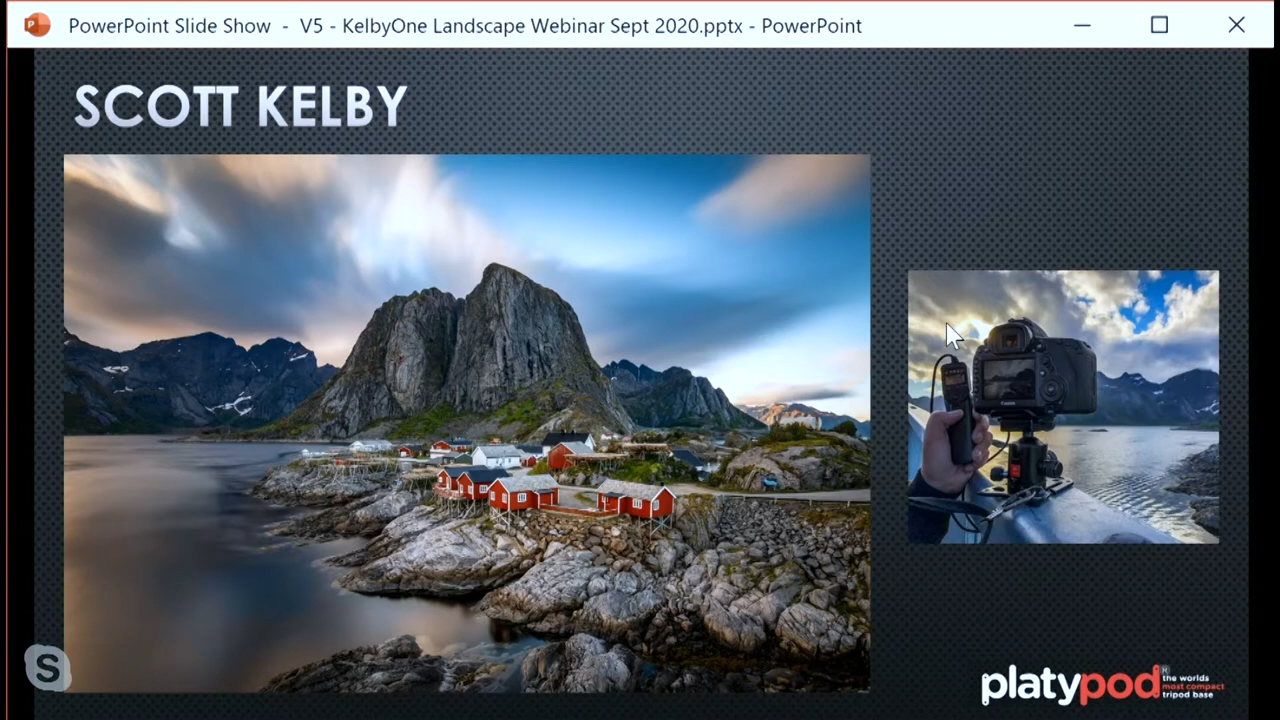 PowerPoint Slide Show - V5 - KelbyOne Landscape Webinar Sept 2020.pptx - PowerPoint
SCOTT KELBY
platypod®
the worlds
most compact
tripod base